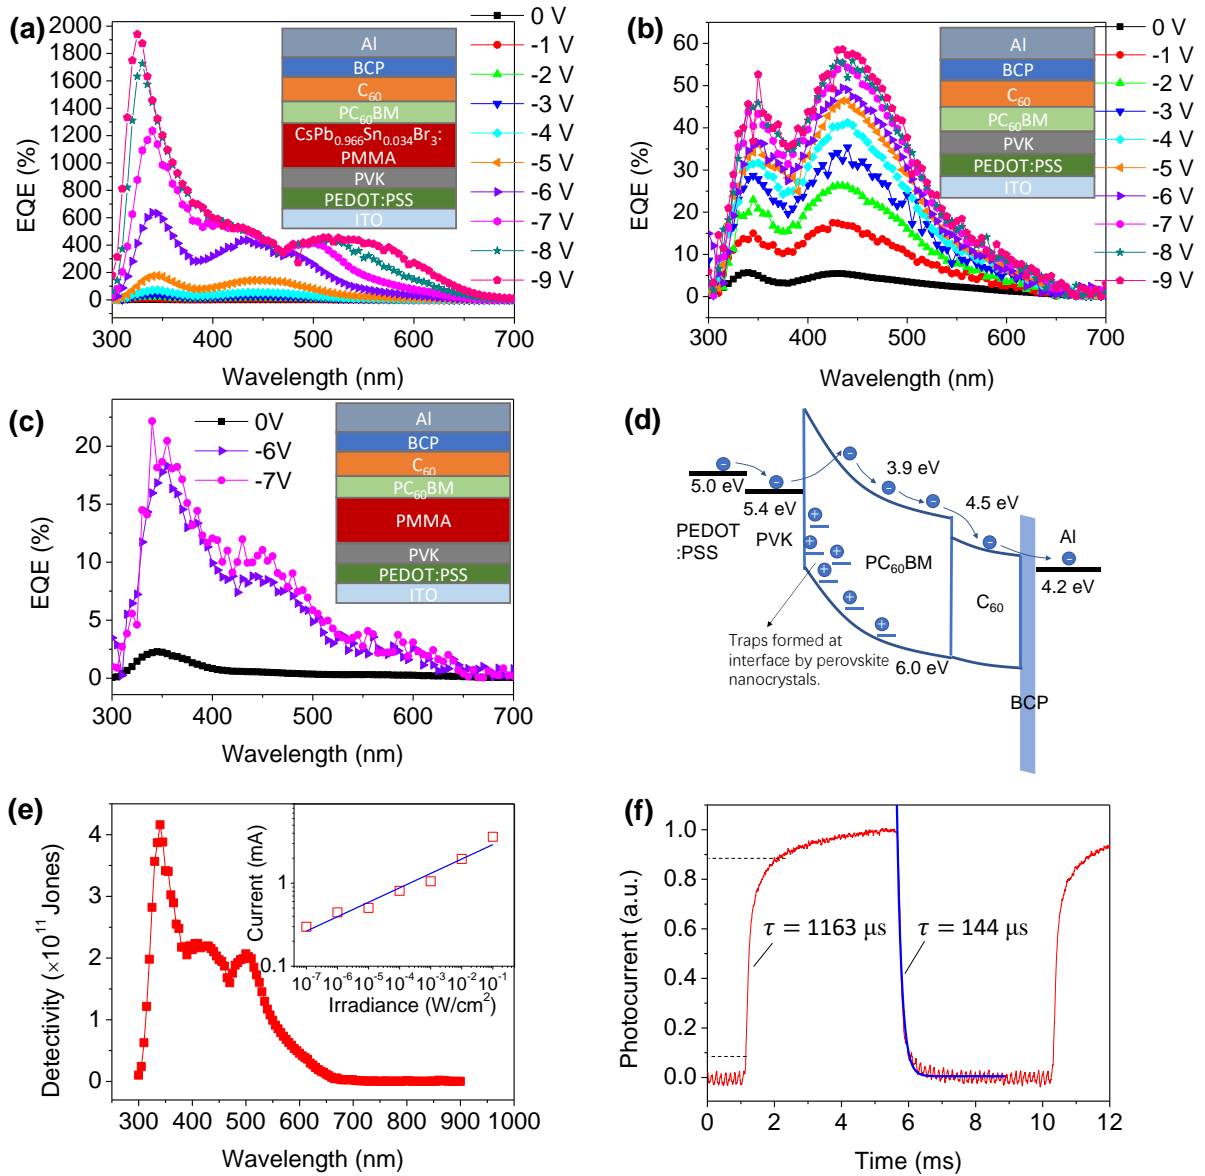 (a)
EQE (%)
2000
1800
1600
1400
1200
1000
800
600
400
200
0
300 400 500 600 700
Wavelength (nm)
Al
BCP
C60
PC60BM
CsPb0.966Sn0.034Br3:
PMMA
PVK
PEDOT:PSS
ITO
0 V
-1 V
-2 V
-3 V
-4 V
-5 V
-6 V
-7 V
-8 V
-9 V
(b)
EQE (%)
60
50
40
30
20
10
0
300 400 500 600 700
Wavelength (nm)
Al
BCP
C60
PC60BM
PVK
PEDOT:PSS
ITO
0 V
-1 V
-2 V
-3 V
-4 V
-5 V
-6 V
-7 V
-8 V
-9 V
(c)
EQE (%)
20
15
10
5
0
300 400 500 600 700
Wavelength (nm)
0V
-6V
-7V
Al
BCP
C60
PC60BM
PMMA
PVK
PEDOT:PSS
ITO
(d)
5.0 eV
5.4 eV
3.9 eV
4.5 eV
Al
4.2 eV
PEDOT
:PSS
PVK
PC60BM
C60
Traps formed at
interface by perovskite
nanocrystals.
6.0 eV
BCP
(e)
Detectivity (×10^11 Jones)
4
3
2
1
0
300 400 500 600 700 800 900 1000
Wavelength (nm)
Current (mA)
1
0.1
10^-7 10^-6 10^-5 10^-4 10^-3 10^-2 10^-1
Irradiance (W/cm^2)
(f)
Photocurrent (a.u.)
1.0
0.8
0.6
0.4
0.2
0.0
0 2 4 6 8 10 12
Time (ms)
τ = 1163 μs
τ = 144 μs